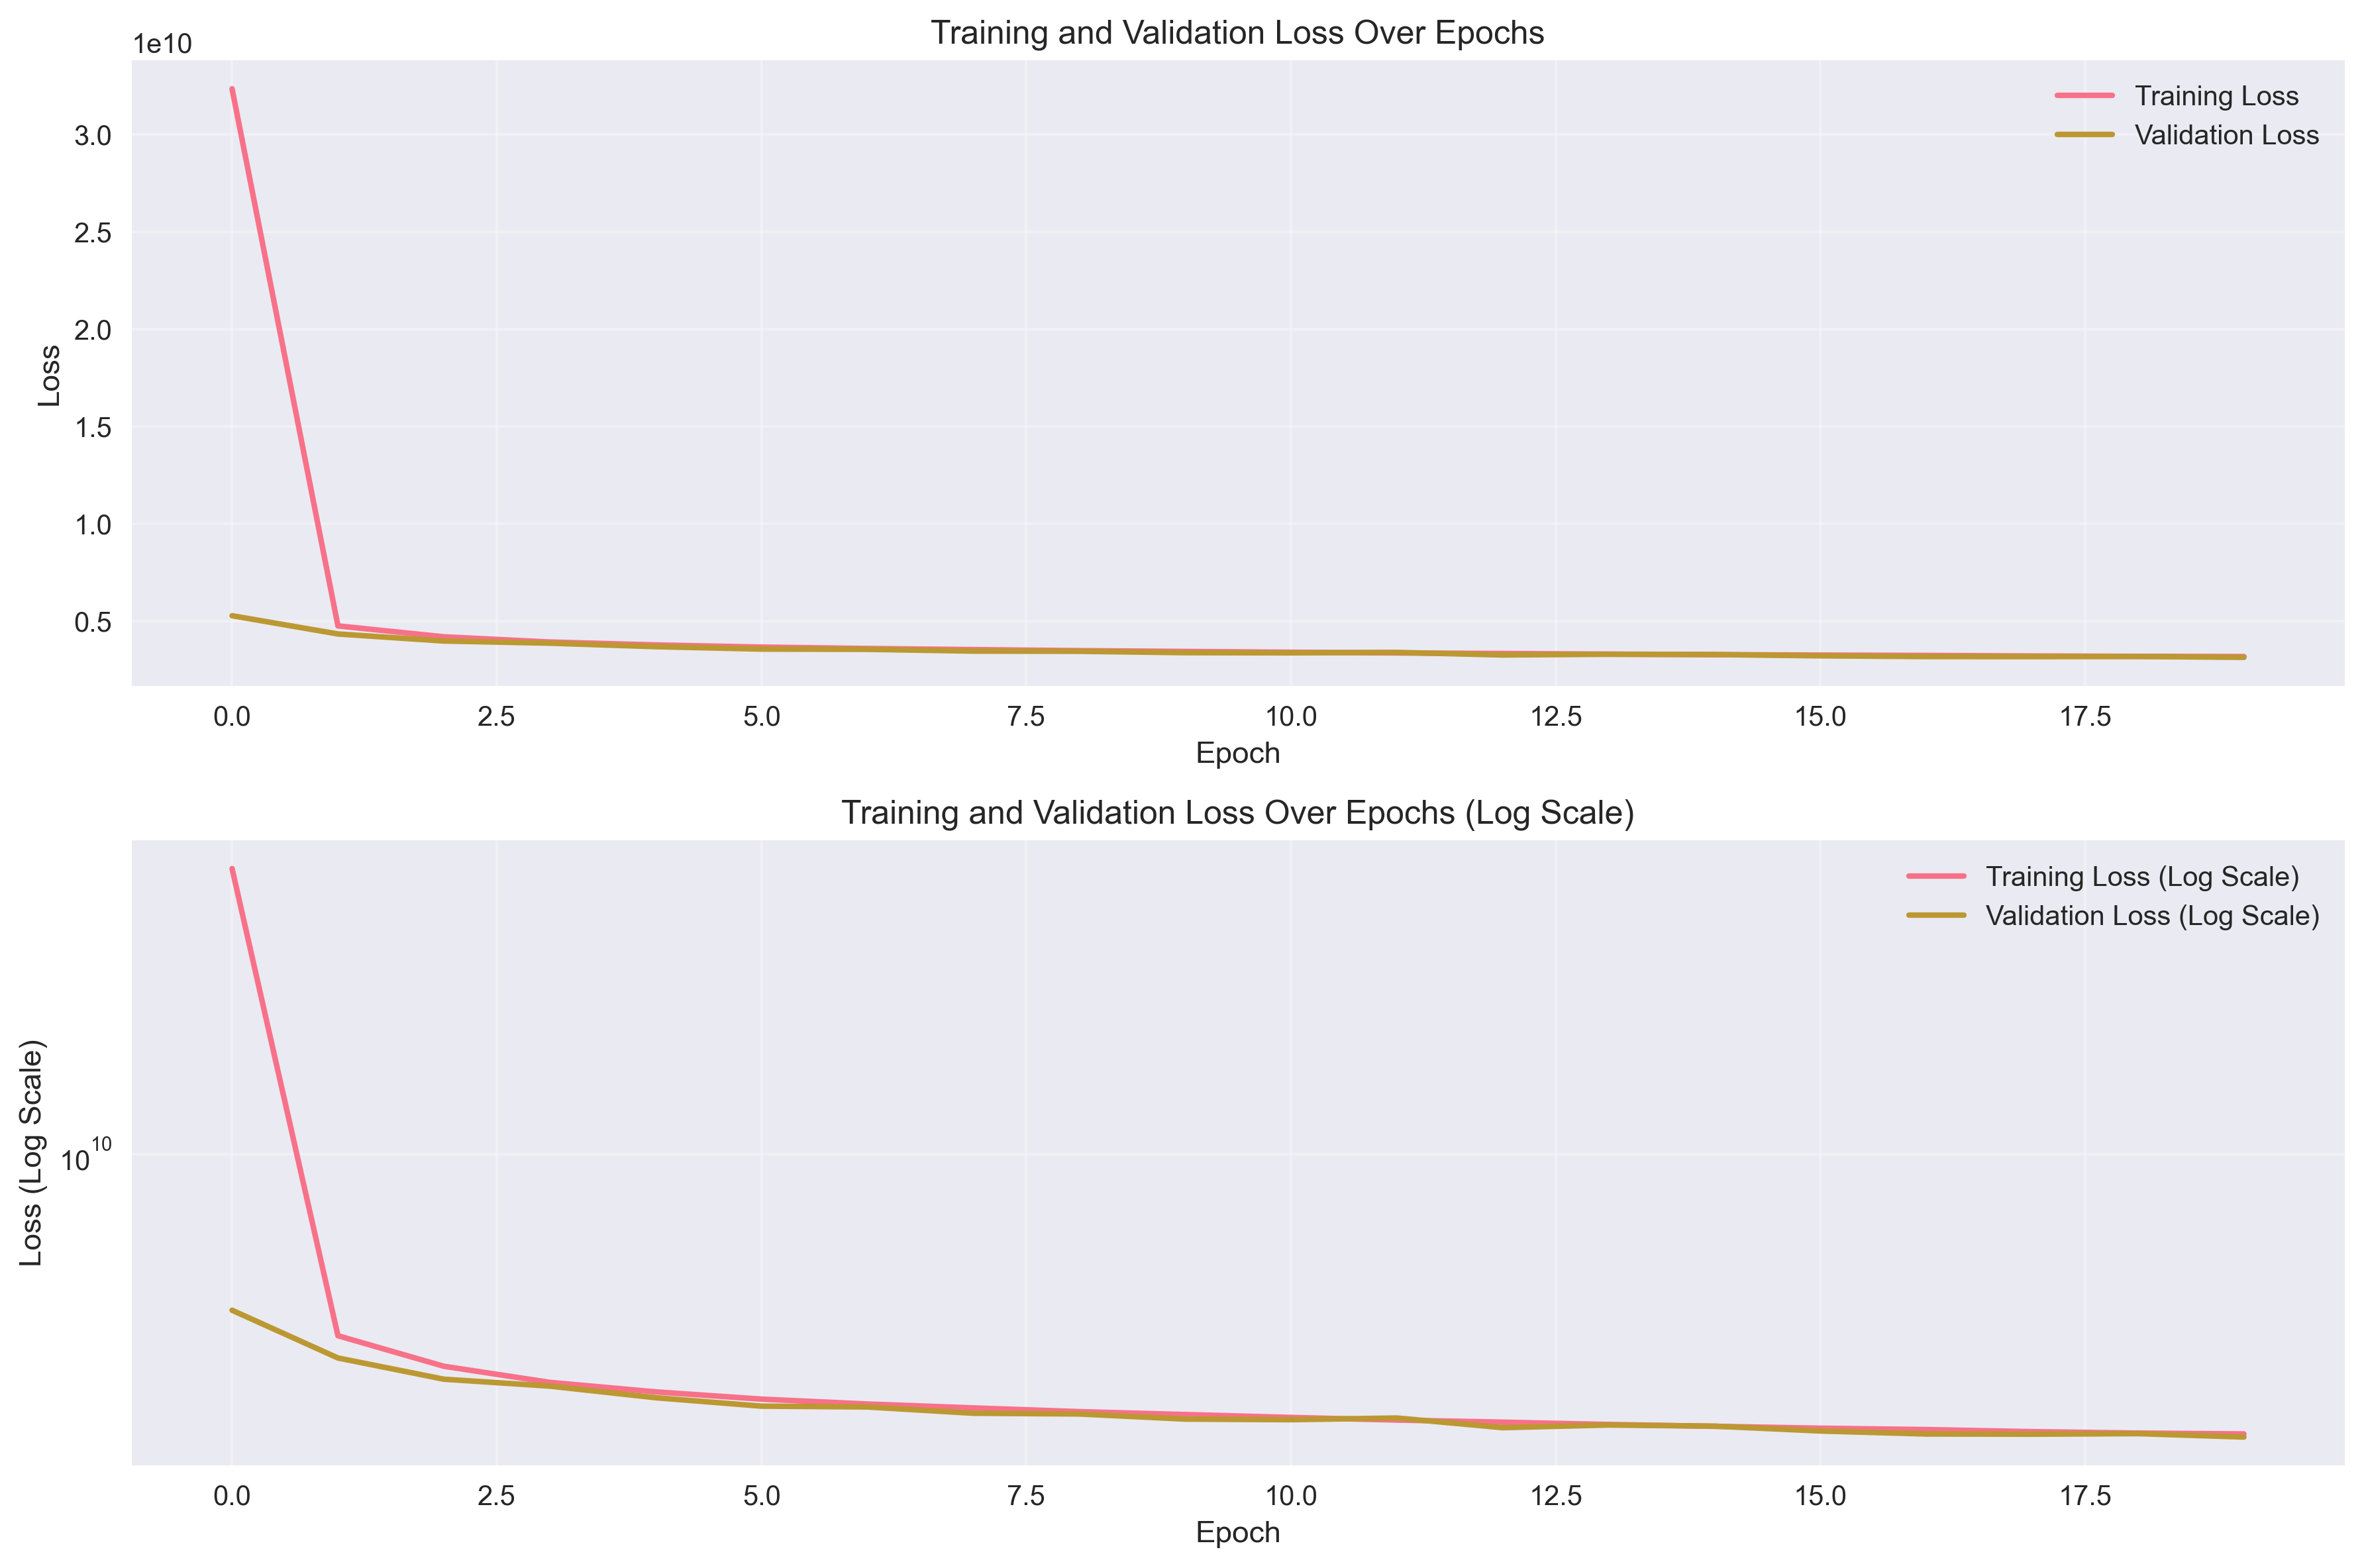 Training and Validation Loss Over Epochs
1e10
Training Loss
Validation Loss
3.0
2.5
2.0
1.5
1.0
0.5
Loss
0.0 2.5 5.0 7.5 10.0 12.5 15.0 17.5
Epoch
Training and Validation Loss Over Epochs (Log Scale)
Training Loss (Log Scale)
Validation Loss (Log Scale)
10¹⁰
Loss (Log Scale)
0.0 2.5 5.0 7.5 10.0 12.5 15.0 17.5
Epoch